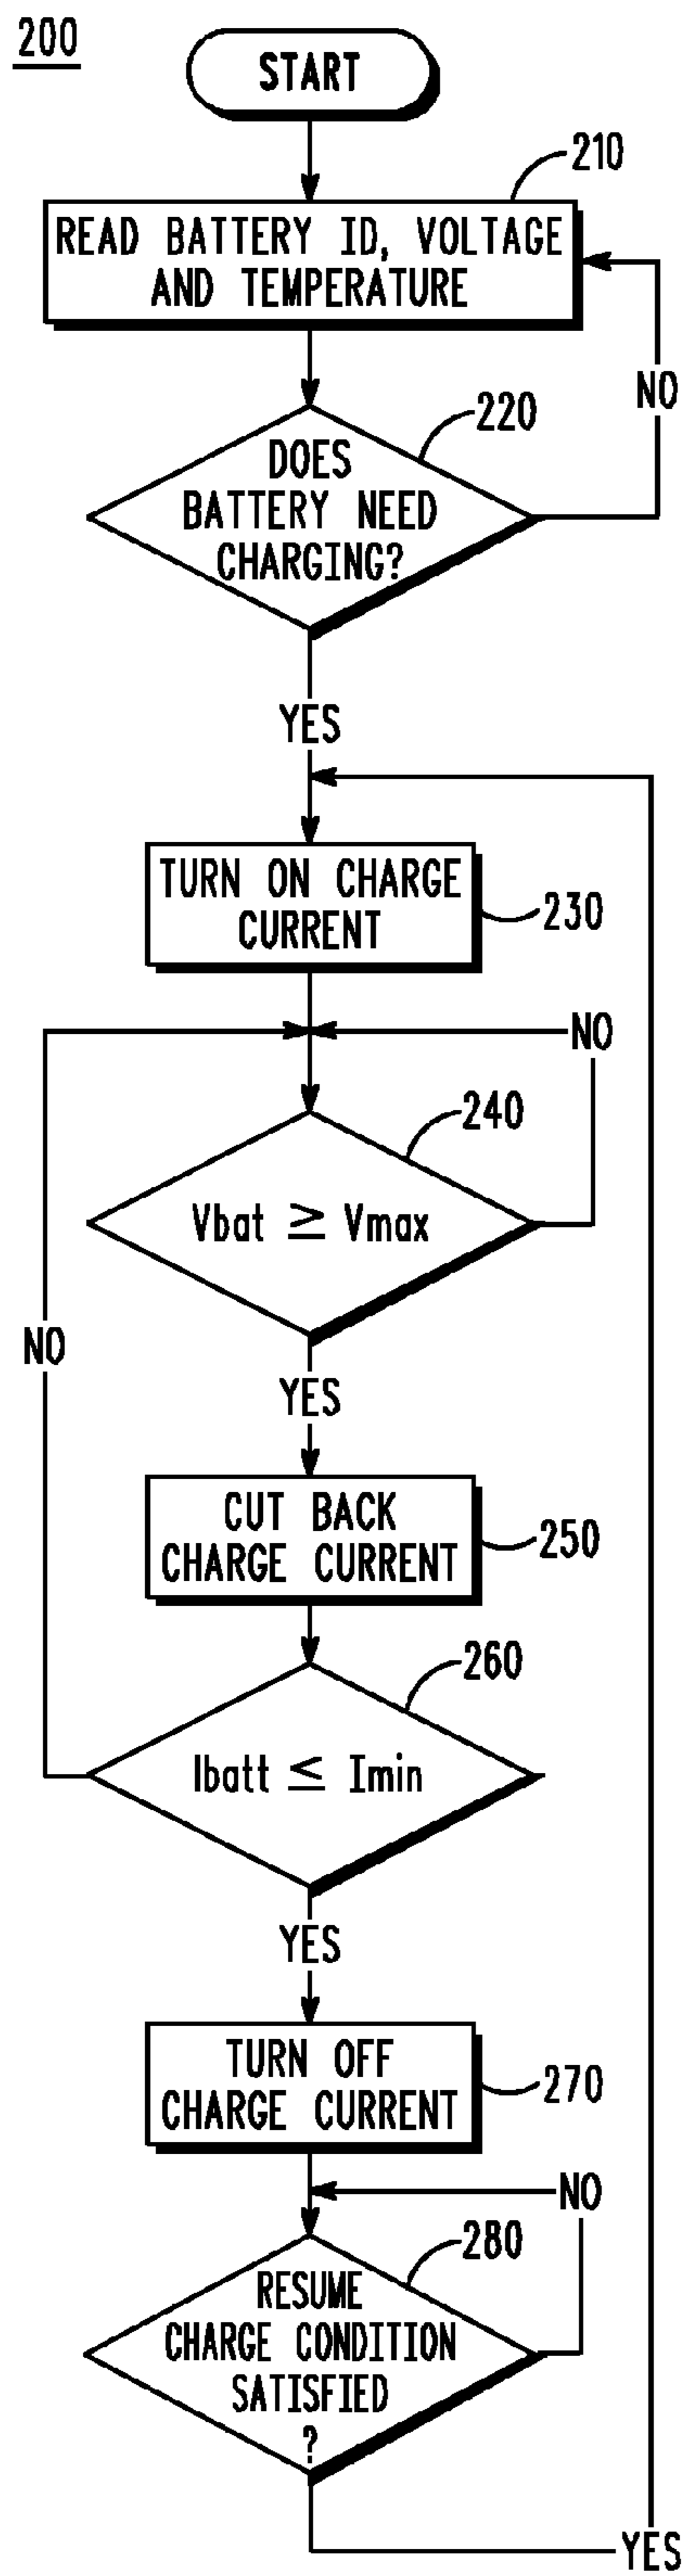 200
START
210
READ BATTERY ID, VOLTAGE
AND TEMPERATURE
NO
220
DOES
BATTERY NEED
CHARGING?
YES
TURN ON CHARGE
CURRENT
230
NO
240
Vbat ≥ Vmax
NO
YES
CUT BACK
CHARGE CURRENT
250
260
Ibatt ≤ Imin
YES
TURN OFF
CHARGE CURRENT
270
NO
280
RESUME
CHARGE CONDITION
SATISFIED
?
YES